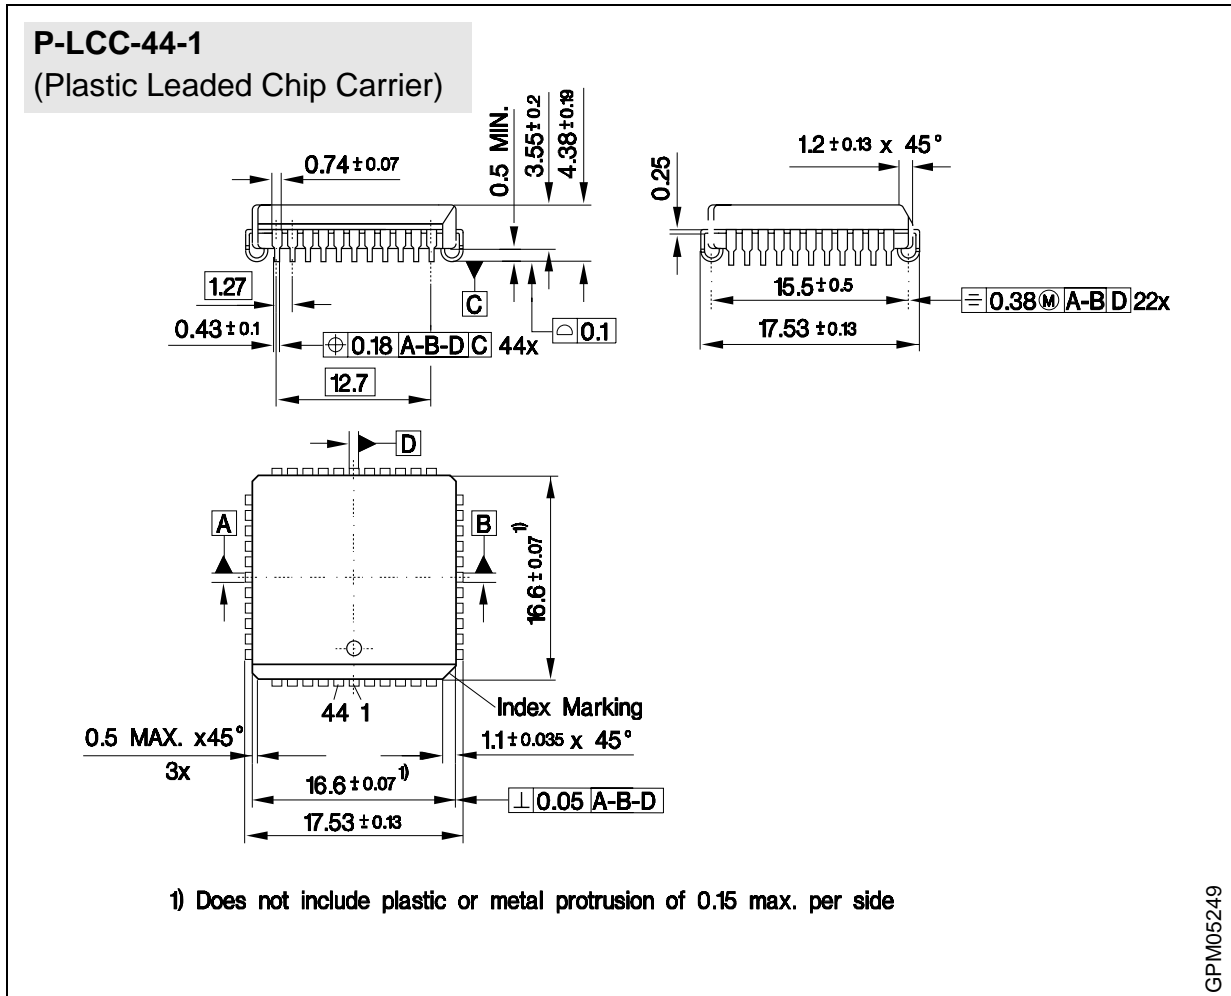 P-LCC-44-1
(Plastic Leaded Chip Carrier)
0.74 ± 0.07
0.5 MIN.
3.55 ± 0.2
4.38 ± 0.19
1.27
0.43 ± 0.1
C
⌖ 0.18 A-B-D C 44x
⌓ 0.1
12.7
0.25
1.2 ± 0.13 x 45°
15.5 ± 0.5
⌯ 0.38 Ⓜ A-B D 22x
17.53 ± 0.13
D
A
B
16.6 ± 0.07 1)
44 1
Index Marking
0.5 MAX. x45°
3x
1.1 ± 0.035 x 45°
16.6 ± 0.07 1)
⊥ 0.05 A-B-D
17.53 ± 0.13
1) Does not include plastic or metal protrusion of 0.15 max. per side
GPM05249